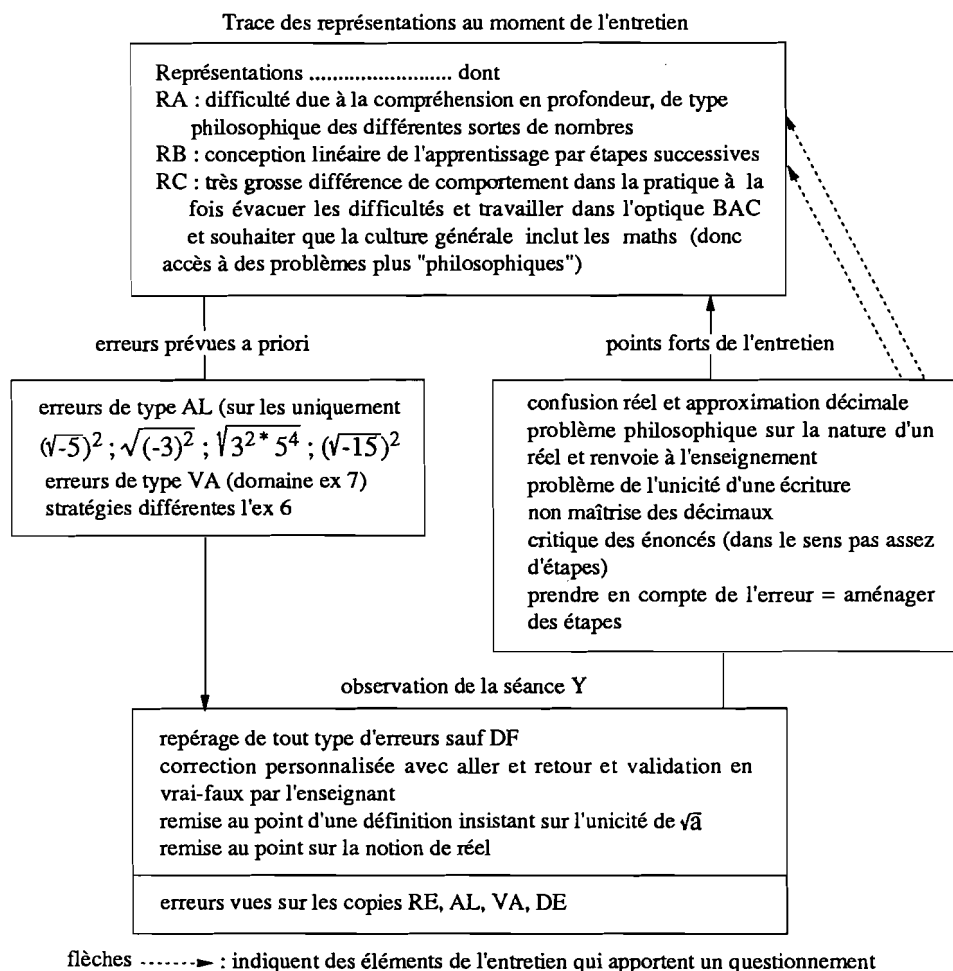 Trace des représentations au moment de l'entretien
Représentations ......................... dont
RA : difficulté due à la compréhension en profondeur, de type
philosophique des différentes sortes de nombres
RB : conception linéaire de l'apprentissage par étapes successives
RC : très grosse différence de comportement dans la pratique à la
fois évacuer les difficultés et travailler dans l'optique BAC
et souhaiter que la culture générale inclut les maths (donc
accès à des problèmes plus "philosophiques")
erreurs prévues a priori
points forts de l'entretien
erreurs de type AL (sur les uniquement
(√-5)² ; √(-3)² ; √3²* 5⁴ ; (√-15)²
erreurs de type VA (domaine ex 7)
stratégies différentes l'ex 6
confusion réel et approximation décimale
problème philosophique sur la nature d'un
réel et renvoie à l'enseignement
problème de l'unicité d'une écriture
non maîtrise des décimaux
critique des énoncés (dans le sens pas assez
d'étapes)
prendre en compte de l'erreur = aménager
des étapes
observation de la séance Y
repérage de tout type d'erreurs sauf DF
correction personnalisée avec aller et retour et validation en
vrai-faux par l'enseignant
remise au point d'une définition insistant sur l'unicité de √a
remise au point sur la notion de réel
erreurs vues sur les copies RE, AL, VA, DE
flèches -------► : indiquent des éléments de l'entretien qui apportent un questionnement